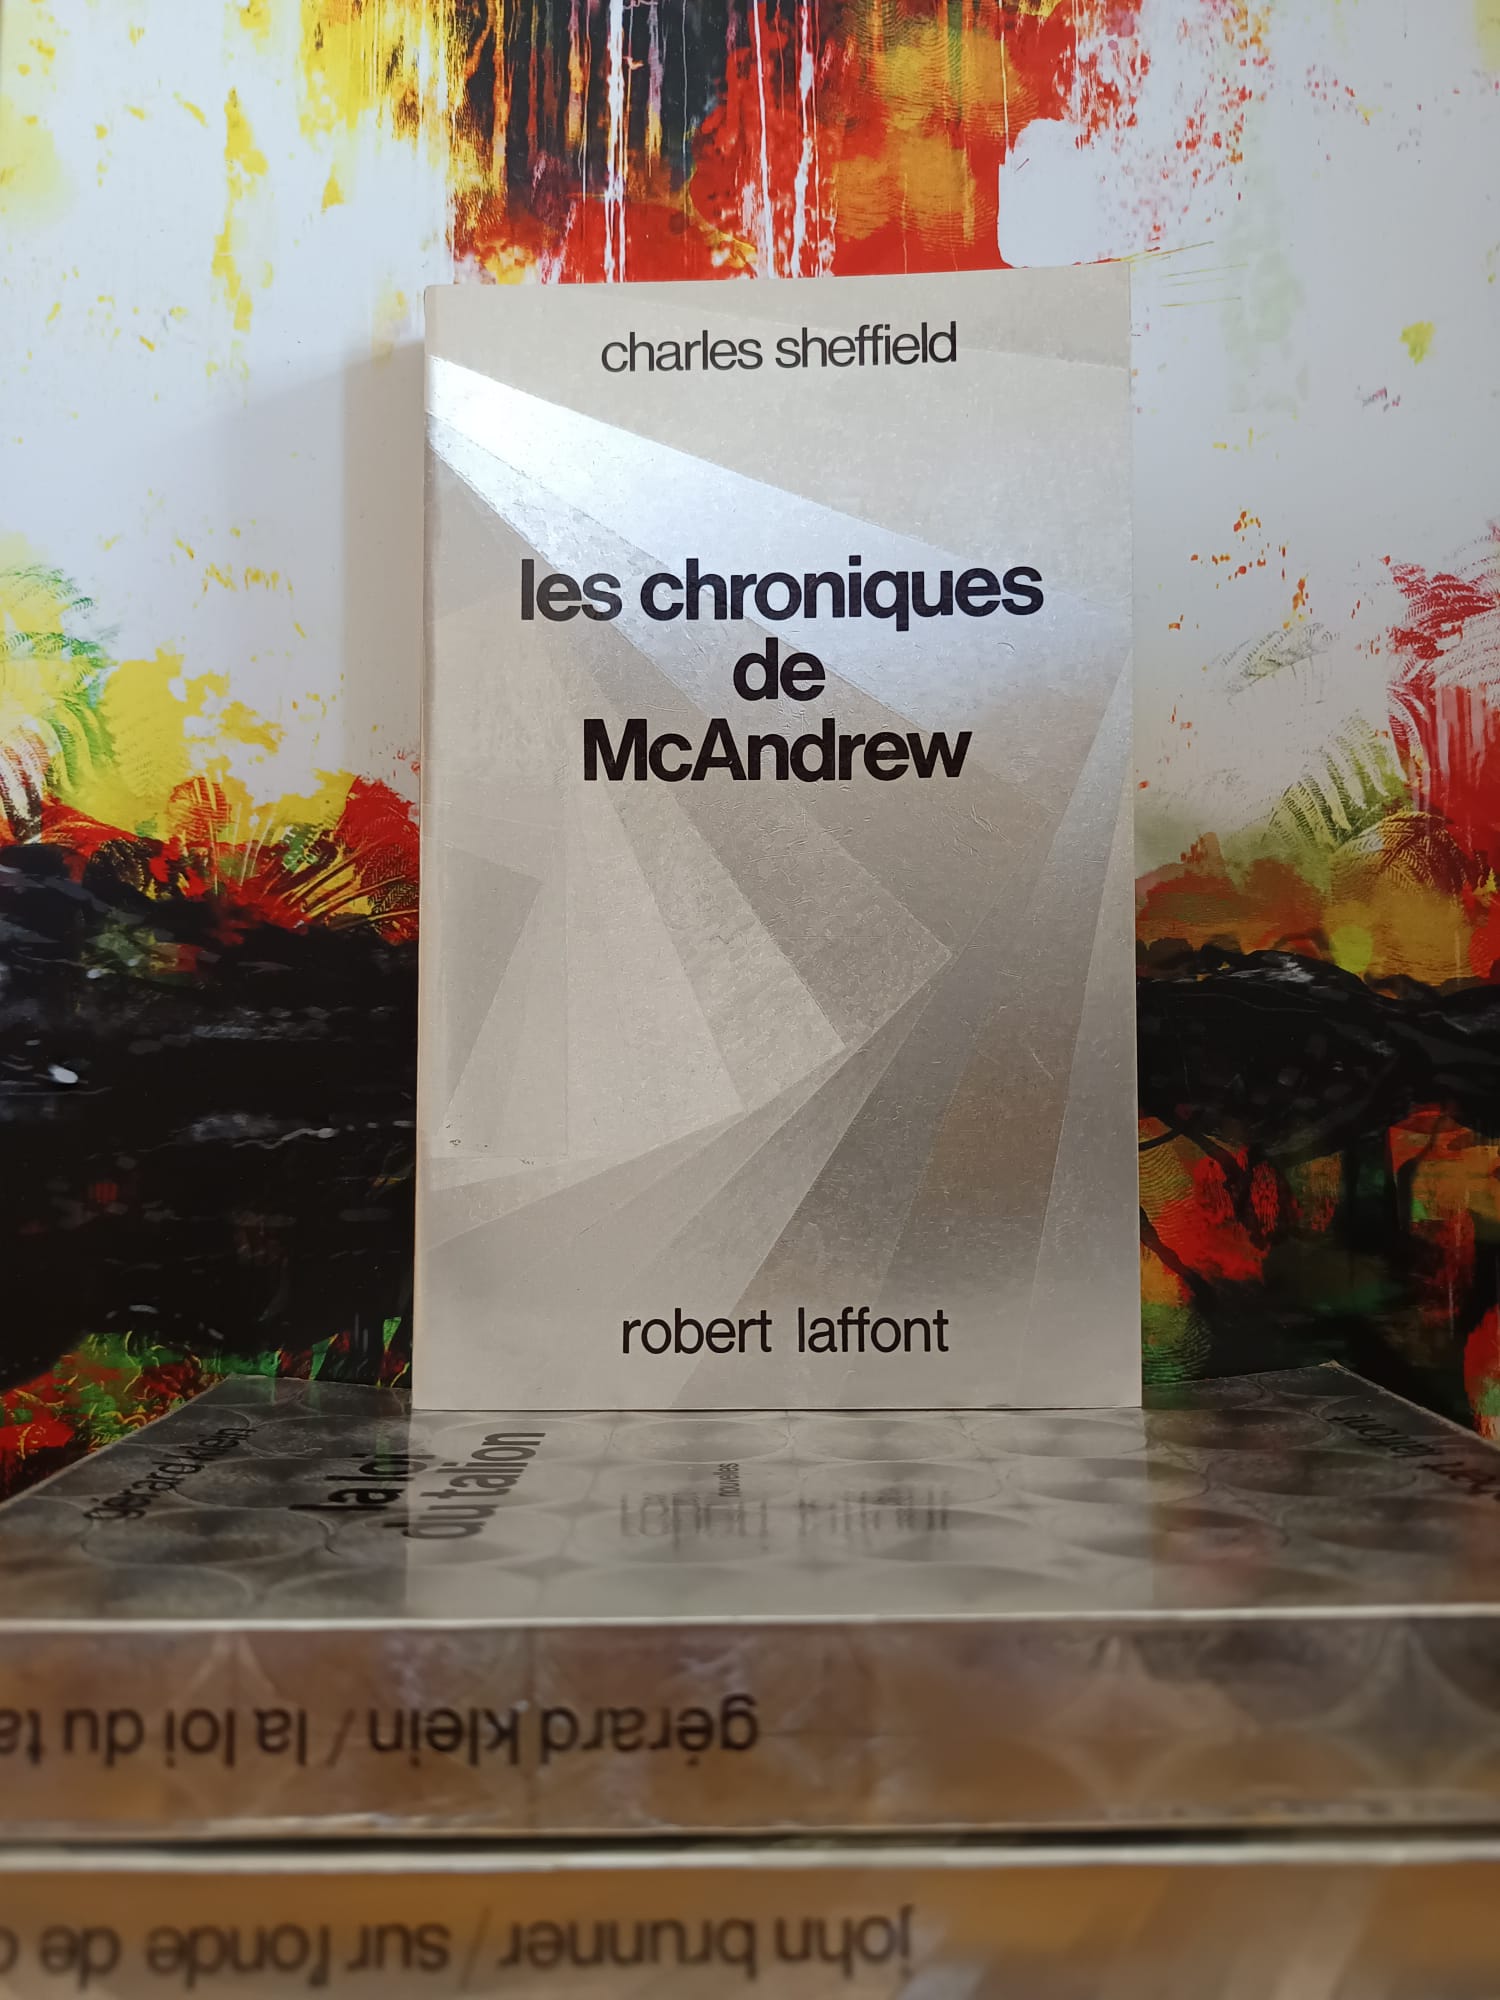 charles sheffield
les chroniques
de
McAndrew
robert laffont
gérard klein
la loi
du talion
nouvelles
laffont
gérard klein / la loi du ta
john brunner / sur l'onde de c